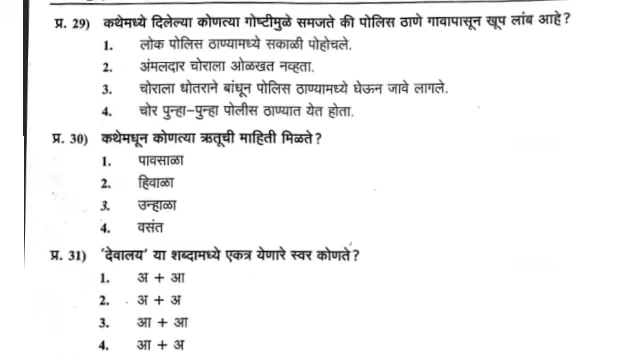 प्र. 29) कथेमध्ये दिलेल्या कोणत्या गोष्टीमुळे समजते की पोलिस ठाणे गावापासून खूप लांब आहे?
1. लोक पोलिस ठाण्यामध्ये सकाळी पोहोचले.
2. अंमलदार चोराला ओळखत नव्हता.
3. चोराला धोतराने बांधून पोलिस ठाण्यामध्ये घेऊन जावे लागले.
4. चोर पुन्हा-पुन्हा पोलीस ठाण्यात येत होता.
प्र. 30) कथेमधून कोणत्या ऋतूची माहिती मिळते?
1. पावसाळा
2. हिवाळा
3. उन्हाळा
4. वसंत
प्र. 31) 'देवालय' या शब्दामध्ये एकत्र येणारे स्वर कोणते?
1. अ + आ
2. अ + अ
3. आ + आ
4. आ + अ